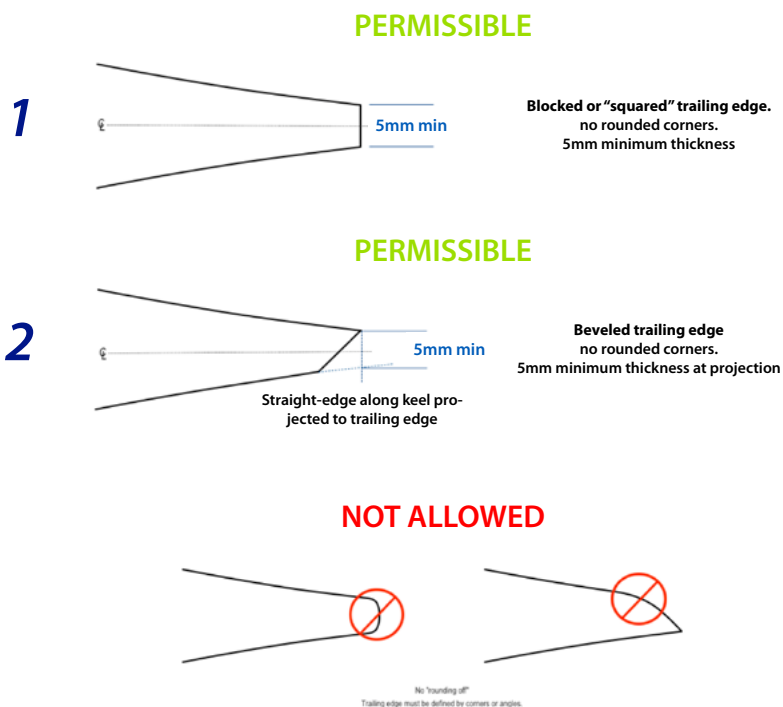 PERMISSIBLE
1
℄
5mm min
Blocked or “squared” trailing edge.
no rounded corners.
5mm minimum thickness
PERMISSIBLE
2
℄
5mm min
Beveled trailing edge
no rounded corners.
5mm minimum thickness at projection
Straight-edge along keel pro-
jected to trailing edge
NOT ALLOWED
No "rounding off"
Trailing edge must be defined by corners or angles.